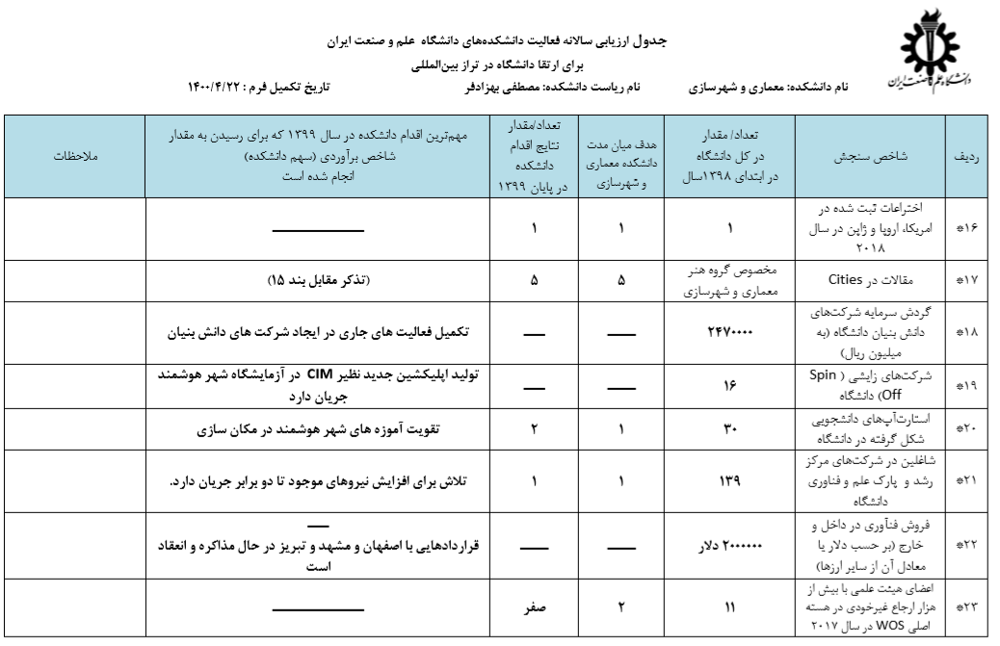 جدول ارزیابی سالانه فعالیت دانشکده‌های دانشگاه علم و صنعت ایران
برای ارتقا دانشگاه در تراز بین‌المللی
نام دانشکده: معماری و شهرسازی نام ریاست دانشکده: مصطفی بهزادفر تاریخ تکمیل فرم : ۱۴۰۰/۴/۲۲
دانشگاه علم و صنعت ایران
ردیف
شاخص سنجش
تعداد/ مقدار
در کل دانشگاه
در ابتدای ۱۳۹۸سال
هدف میان مدت
دانشکده معماری
و شهرسازی
تعداد/مقدار
نتایج اقدام
دانشکده
در پایان ۱۳۹۹
مهم‌ترین اقدام دانشکده در سال ۱۳۹۹ که برای رسیدن به مقدار
شاخص برآوردی (سهم دانشکده)
انجام شده است
ملاحظات
*۱۶
اختراعات ثبت شده در
امریکا، اروپا و ژاپن در سال
۲۰۱۸
۱
۱
۱
*۱۷
مقالات در Cities
مخصوص گروه هنر
معماری و شهرسازی
۵
۵
(تذکر مقابل بند ۱۵)
*۱۸
گردش سرمایه شرکت‌های
دانش بنیان دانشگاه (به
میلیون ریال)
۲۴۷۰۰۰۰
تکمیل فعالیت های جاری در ایجاد شرکت های دانش بنیان
*۱۹
شرکت‌های زایشی ( Spin
Off) دانشگاه
۱۶
تولید اپلیکشین جدید نظیر CIM در آزمایشگاه شهر هوشمند
جریان دارد
*۲۰
استارت‌آپ‌های دانشجویی
شکل گرفته در دانشگاه
۳۰
۱
۲
تقویت آموزه های شهر هوشمند در مکان سازی
*۲۱
شاغلین در شرکت‌های مرکز
رشد و پارک علم و فناوری
دانشگاه
۱۳۹
۱
۱
تلاش برای افزایش نیروهای موجود تا دو برابر جریان دارد.
*۲۲
فروش فنآوری در داخل و
خارج (بر حسب دلار یا
معادل آن از سایر ارزها)
۲۰۰۰۰۰۰ دلار
قراردادهایی با اصفهان و مشهد و تبریز در حال مذاکره و انعقاد
است
*۲۳
اعضای هیئت علمی با بیش از
هزار ارجاع غیرخودی در هسته
اصلی WOS در سال ۲۰۱۷
۱۱
۲
صفر